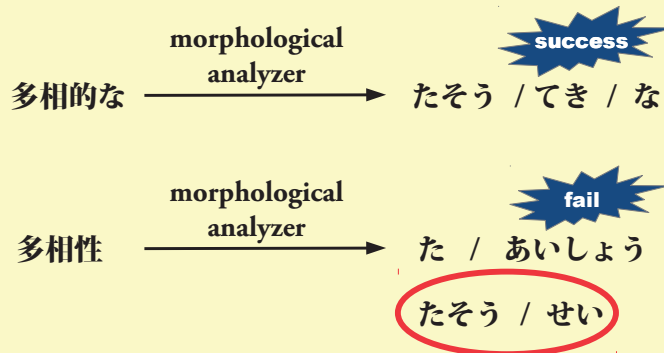 success
morphological
analyzer
多相的な たそう / てき / な
fail
morphological
analyzer
多相性 た / あいしょう
たそう / せい